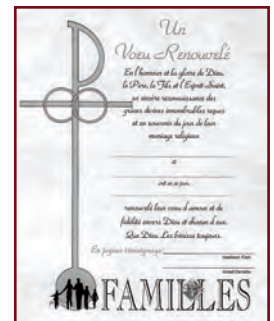 Un
Voeu Renouvelé
En l'honneur et la gloire de Dieu,
le Père, le Fils et l'Esprit-Saint,
en sincère reconnaissance des
grâces divines innombrables reçues
et en souvenir du jour de leur
mariage religieux
et
ont en ce jour,
renouvelé leur voeu d'amour et de
fidélité envers Dieu et chacun d'eux.
Que Dieu Les bénisse toujours.
En joyeux témoignage
FAMILLES